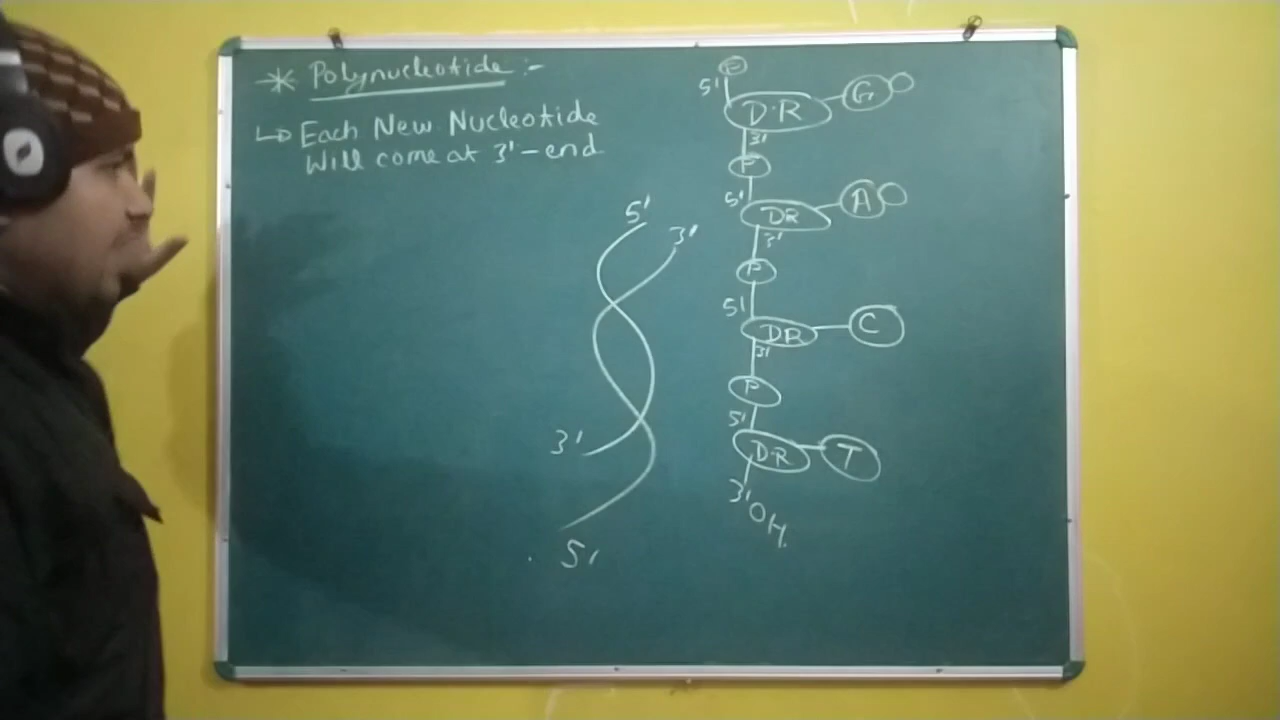 * Polynucleotide :-
↳ Each New Nucleotide
Will come at 3'-end
5'
3'
3'
5'
P
5'
D.R
G
3'
P
5'
DR
A
3'
P
5'
DR
C
3'
P
5'
D.R
T
3'
OH